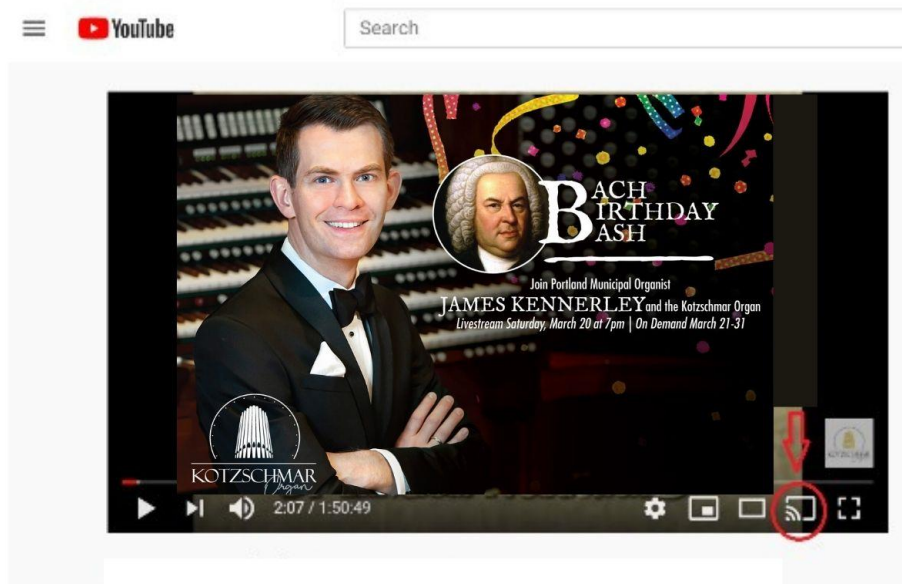 YouTube
Search
BACH
BIRTHDAY
BASH
Join Portland Municipal Organist
JAMES KENNERLEY and the Kotzschmar Organ
Livestream Saturday, March 20 at 7pm | On Demand March 21-31
KOTZSCHMAR
Organ
KOTZSCHMAR
2:07 / 1:50:49